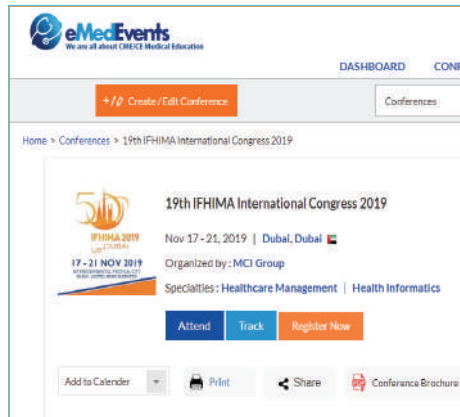 eMedEvents
We are all about CME/CE Medical Education
DASHBOARD CONF
+/ Create/Edit Conference
Conferences
Home > Conferences > 19th IFHIMA International Congress 2019
50
19th IFHIMA International Congress 2019
IFHIMA 2019
DUBAI
Nov 17 - 21, 2019 | Dubai, Dubai
17 - 21 NOV 2019
Organized by : MCI Group
Specialties : Healthcare Management | Health Informatics
Attend Track Register Now
Add to Calender Print Share Conference Brochure